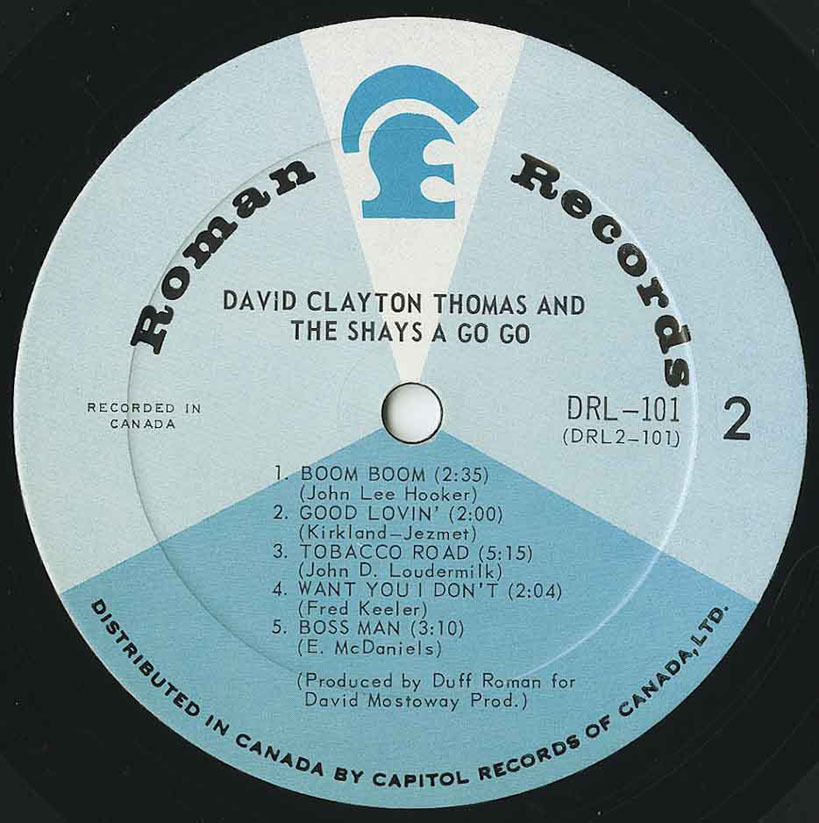 Roman Records
DAViD CLAYTON THOMAS AND
THE SHAYS A GO GO
RECORDED IN
CANADA
DRL-101
(DRL2-101)
2
1. BOOM BOOM (2:35)
(John Lee Hooker)
2. GOOD LOVIN' (2:00)
(Kirkland-Jezmet)
3. TOBACCO ROAD (5:15)
(John D. Loudermilk)
4. WANT YOU I DON'T (2:04)
(Fred Keeler)
5. BOSS MAN (3:10)
(E. McDaniels)
(Produced by Duff Roman for
David Mostoway Prod.)
DISTRIBUTED IN CANADA BY CAPITOL RECORDS OF CANADA, LTD.